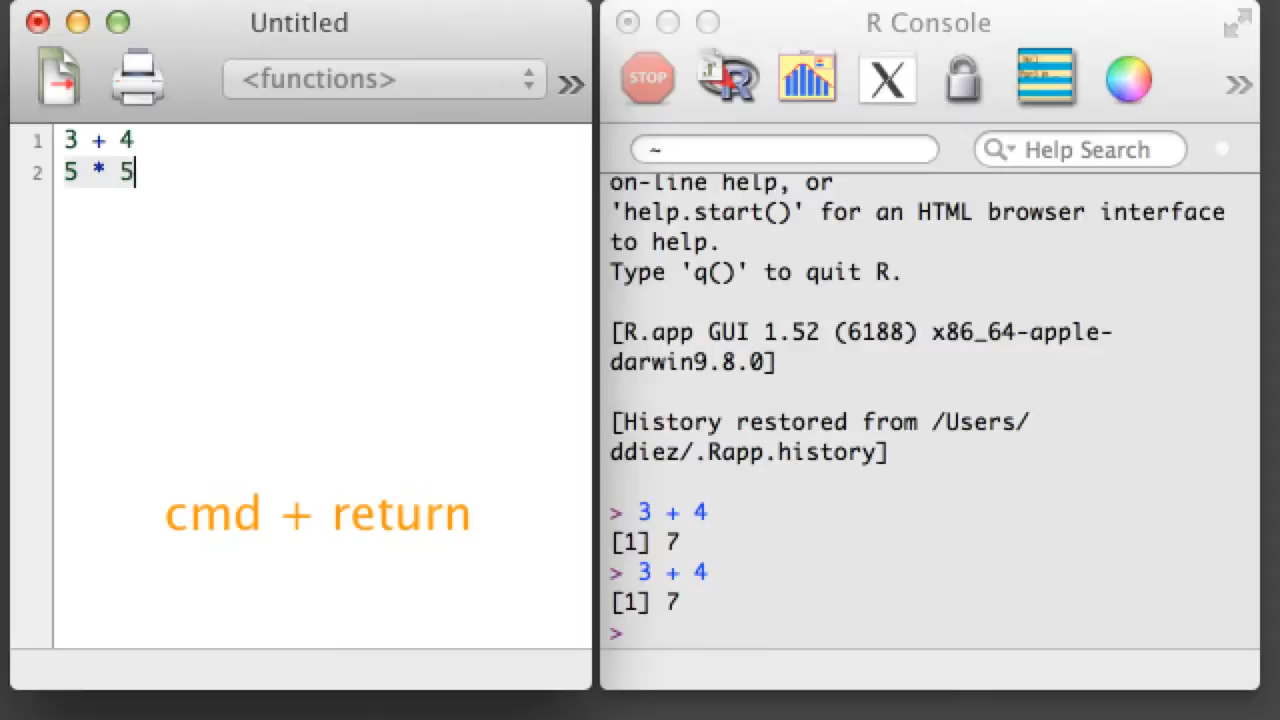 Untitled
<functions>
1 3 + 4
2 5 * 5
cmd + return
R Console
STOP
R
X
~
Help Search
on-line help, or
'help.start()' for an HTML browser interface
to help.
Type 'q()' to quit R.
[R.app GUI 1.52 (6188) x86_64-apple-
darwin9.8.0]
[History restored from /Users/
ddiez/.Rapp.history]
> 3 + 4
[1] 7
> 3 + 4
[1] 7
>